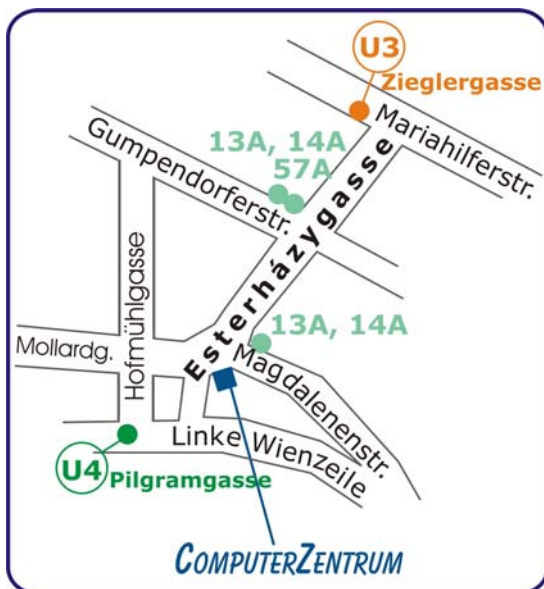 U3
Zieglergasse
Mariahilferstr.
13A, 14A
57A
Gumpendorferstr.
Esterházygasse
Hofmühlgasse
13A, 14A
Mollardg.
Magdalenenstr.
Linke Wienzeile
U4
Pilgramgasse
COMPUTERZENTRUM